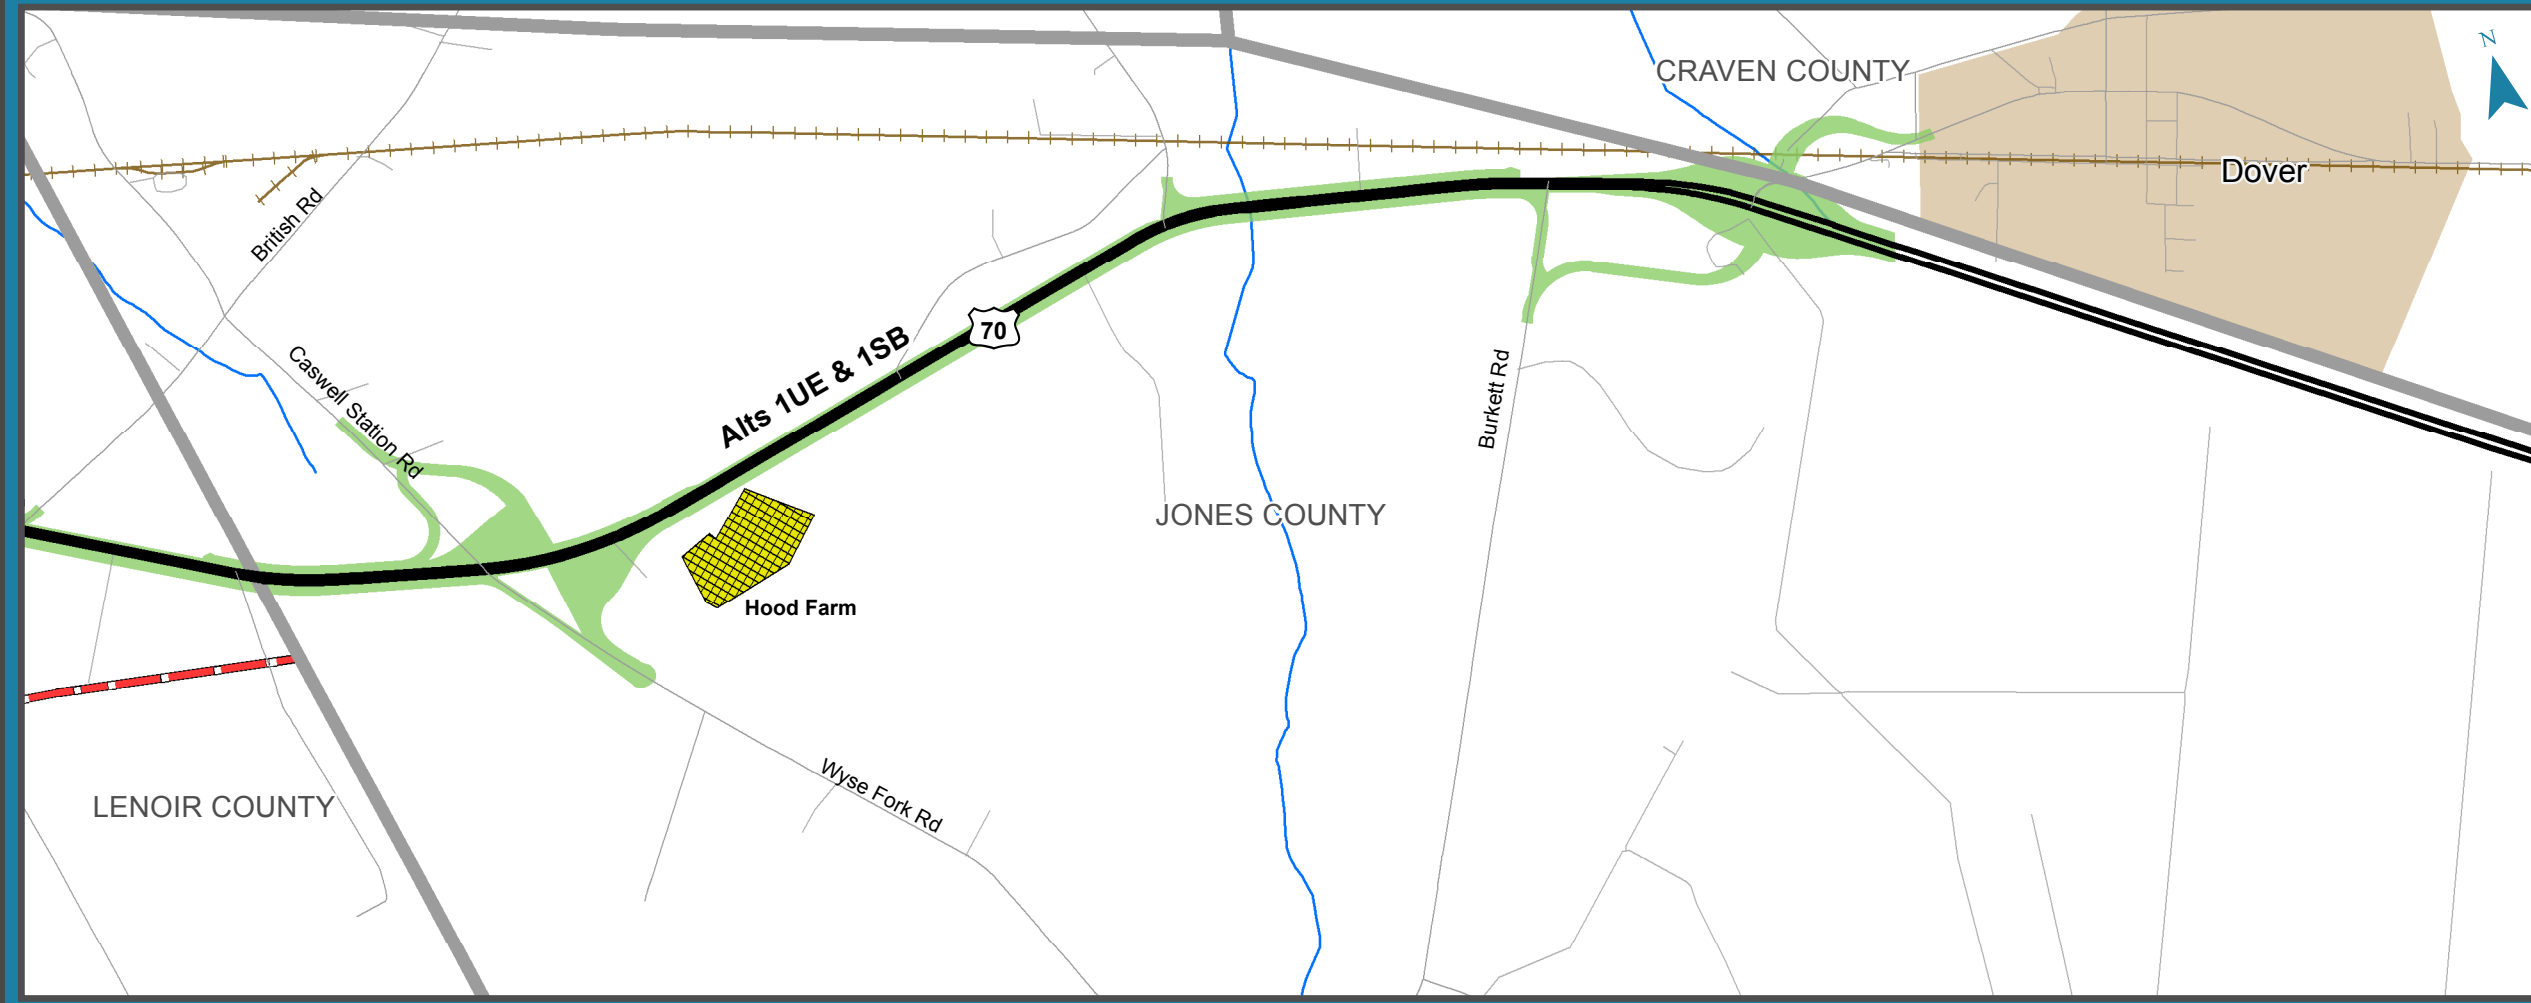 N
CRAVEN COUNTY
Dover
British Rd
70
Alts 1UE & 1SB
Caswell Station Rd
Burkett Rd
JONES COUNTY
Hood Farm
Wyse Fork Rd
LENOIR COUNTY